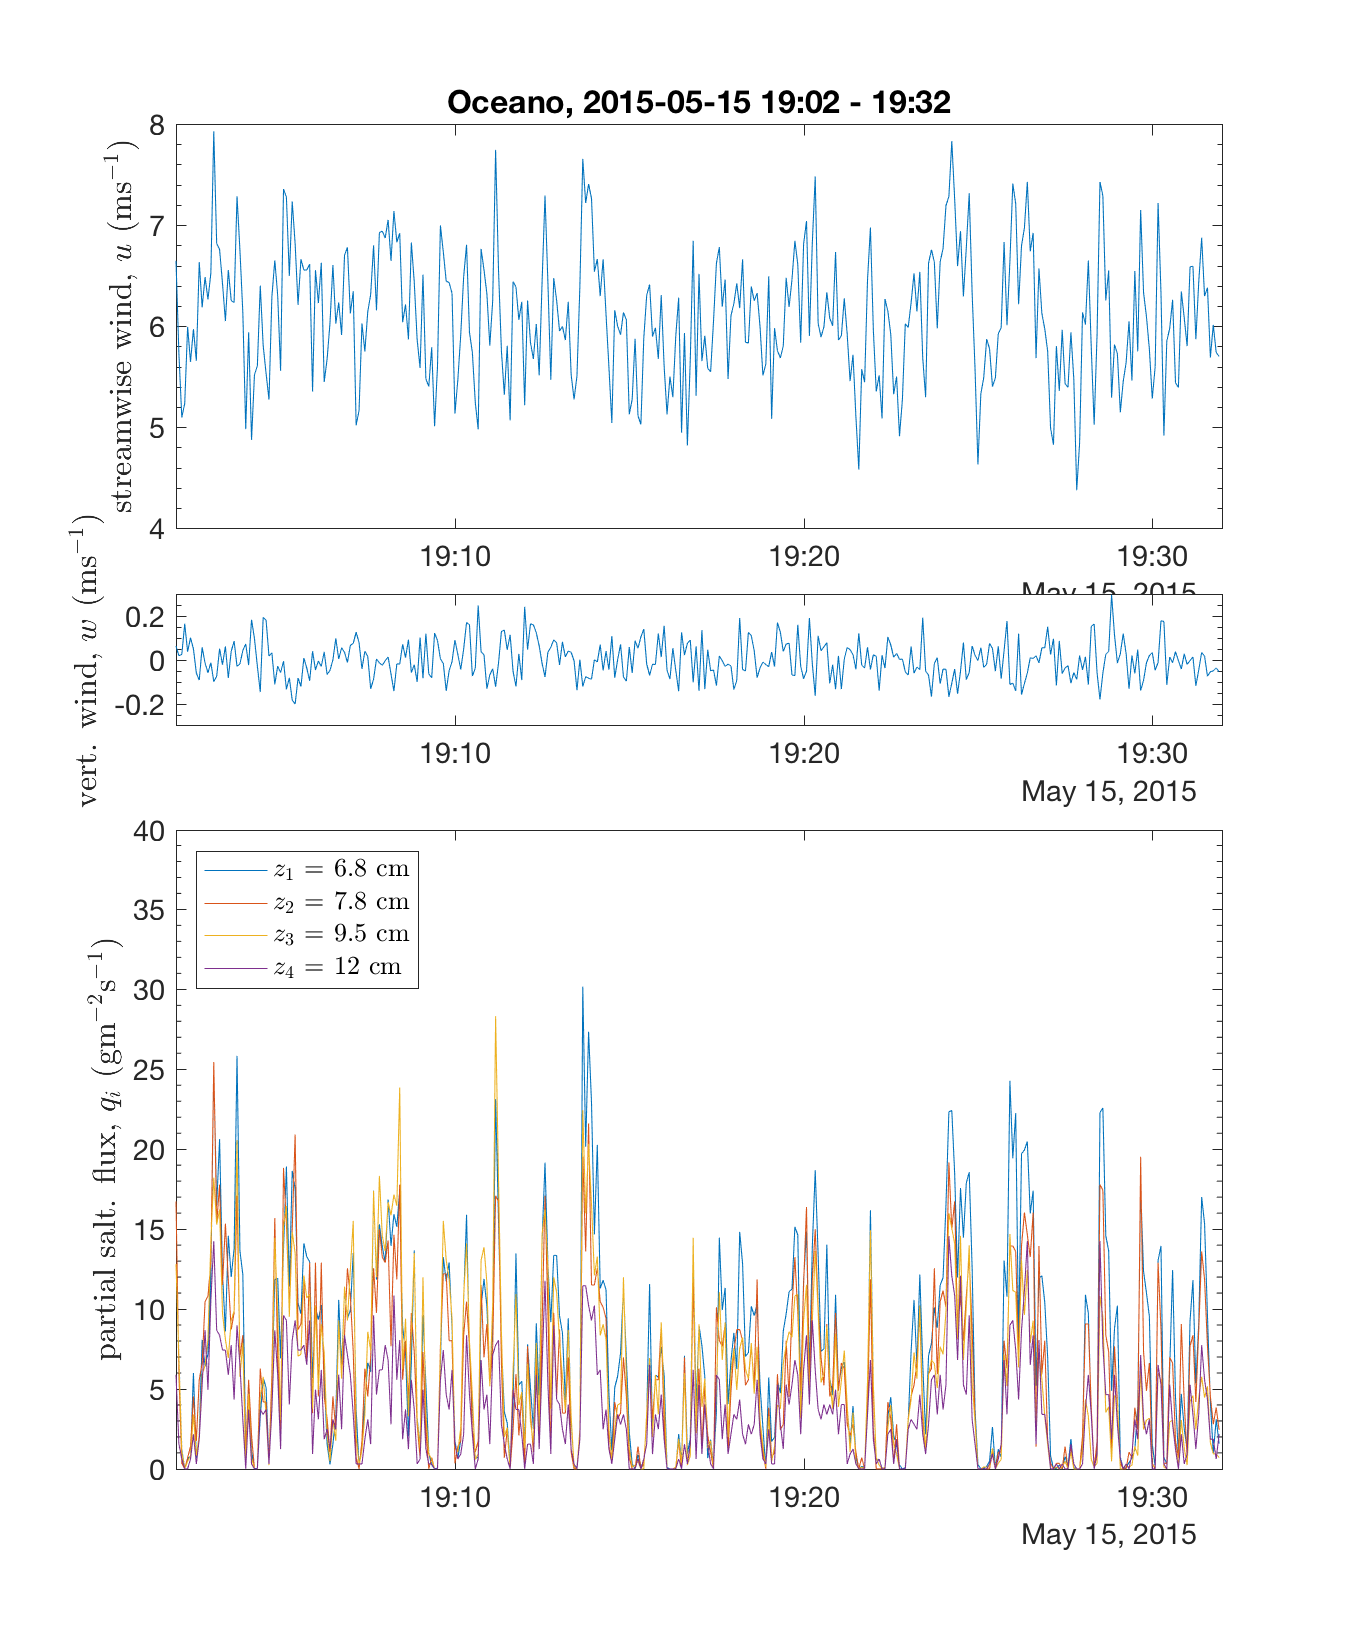 Oceano, 2015-05-15 19:02 - 19:32
streamwise wind, u (ms⁻¹)
8
7
6
5
4
19:10 19:20 19:30
May 15, 2015
vert. wind, w (ms⁻¹)
0.2
0
-0.2
19:10 19:20 19:30
May 15, 2015
partial salt. flux, qᵢ (gm⁻²s⁻¹)
40
35
30
25
20
15
10
5
0
z₁ = 6.8 cm
z₂ = 7.8 cm
z₃ = 9.5 cm
z₄ = 12 cm
19:10 19:20 19:30
May 15, 2015